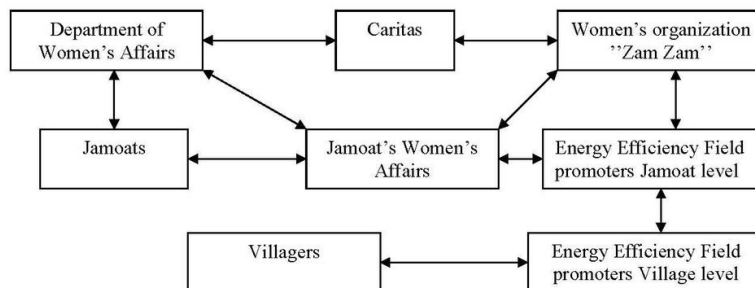 Department of
Women's Affairs
Caritas
Women's organization
’’Zam Zam’’
Jamoats
Jamoat's Women's
Affairs
Energy Efficiency Field
promoters Jamoat level
Villagers
Energy Efficiency Field
promoters Village level